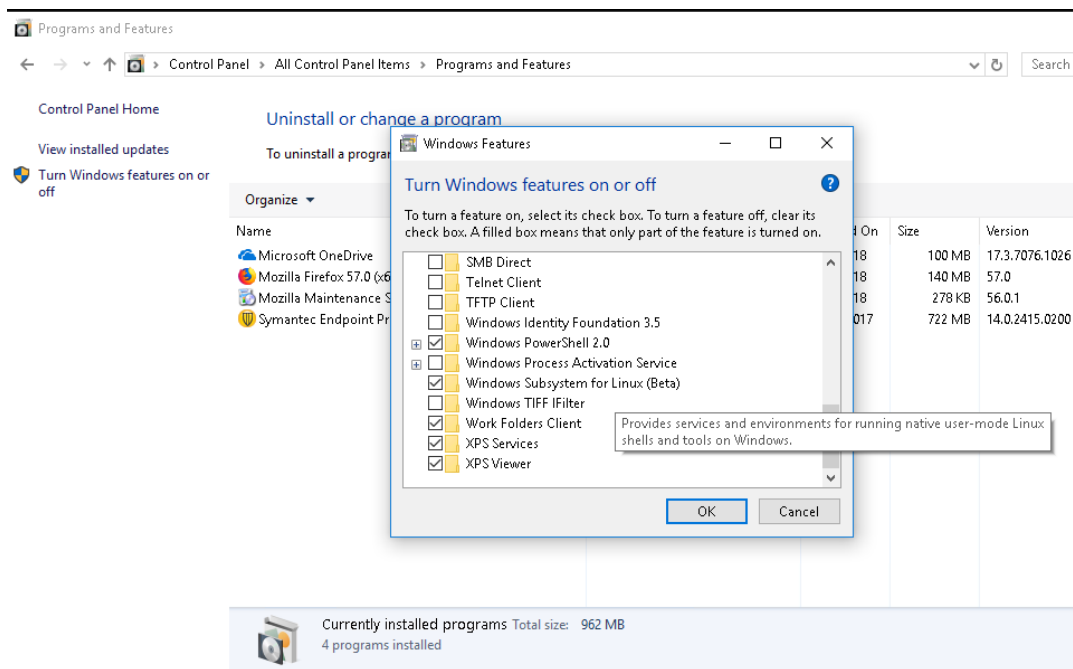 Programs and Features
Control Panel > All Control Panel Items > Programs and Features
Search
Control Panel Home
View installed updates
Turn Windows features on or
off
Uninstall or change a program
To uninstall a progra
Organize
Name
d On
Size
Version
Microsoft OneDrive
18
100 MB
17.3.7076.1026
Mozilla Firefox 57.0 (x6
18
140 MB
57.0
Mozilla Maintenance S
18
278 KB
56.0.1
Symantec Endpoint Pr
017
722 MB
14.0.2415.0200
Windows Features
Turn Windows features on or off
To turn a feature on, select its check box. To turn a feature off, clear its
check box. A filled box means that only part of the feature is turned on.
SMB Direct
Telnet Client
TFTP Client
Windows Identity Foundation 3.5
Windows PowerShell 2.0
Windows Process Activation Service
Windows Subsystem for Linux (Beta)
Windows TIFF IFilter
Work Folders Client
XPS Services
XPS Viewer
Provides services and environments for running native user-mode Linux
shells and tools on Windows.
OK
Cancel
Currently installed programs Total size: 962 MB
4 programs installed